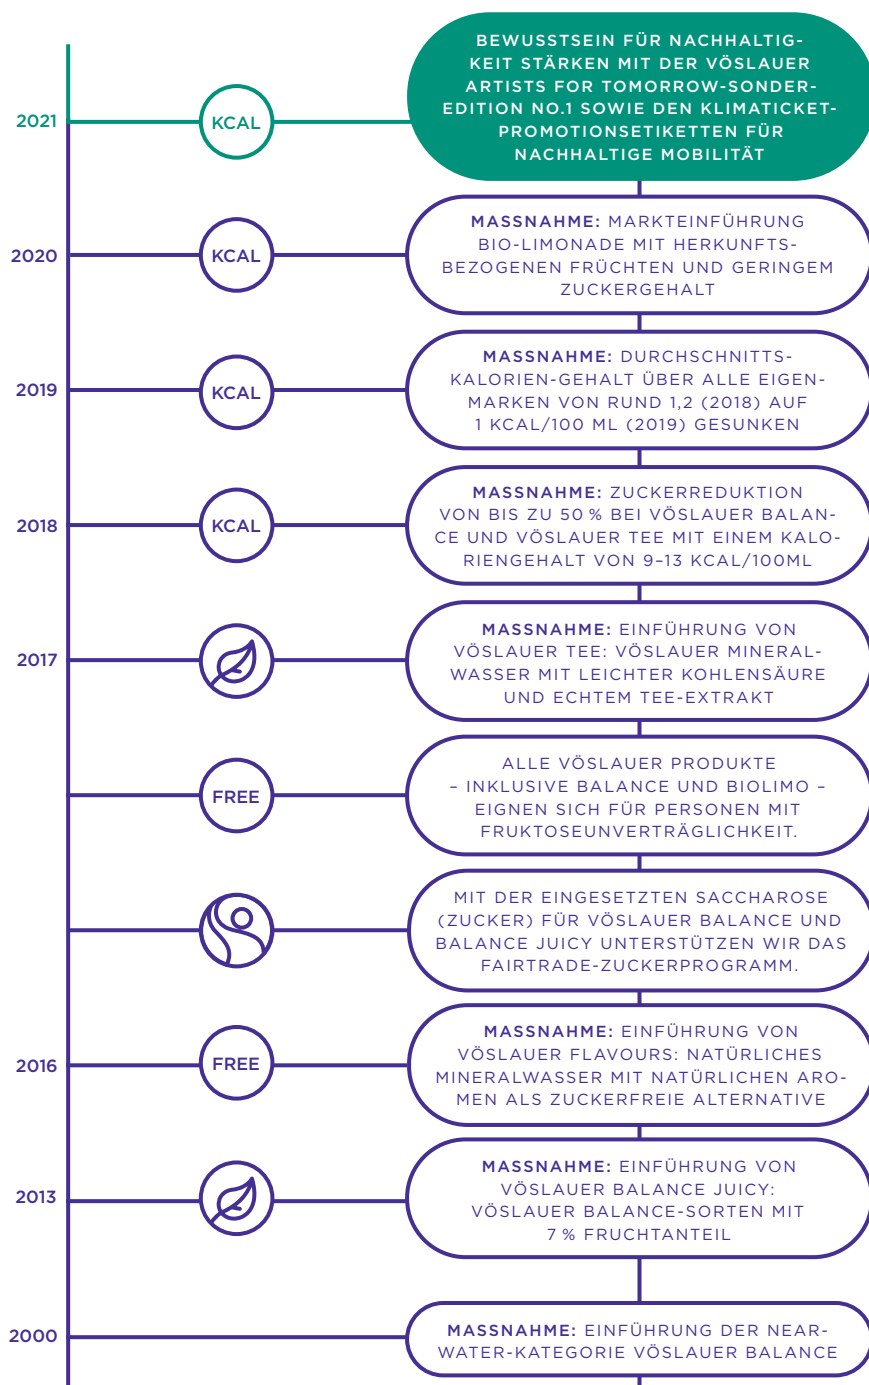 BEWUSSTSEIN FÜR NACHHALTIG-
KEIT STÄRKEN MIT DER VÖSLAUER
ARTISTS FOR TOMORROW-SONDER-
EDITION NO.1 SOWIE DEN KLIMATICKET-
PROMOTIONSETIKETTEN FÜR
NACHHALTIGE MOBILITÄT
2021
KCAL
MASSNAHME: MARKTEINFÜHRUNG
BIO-LIMONADE MIT HERKUNFTS-
BEZOGENEN FRÜCHTEN UND GERINGEM
ZUCKERGEHALT
2020
KCAL
MASSNAHME: DURCHSCHNITTS-
KALORIEN-GEHALT ÜBER ALLE EIGEN-
MARKEN VON RUND 1,2 (2018) AUF
1 KCAL/100 ML (2019) GESUNKEN
2019
KCAL
MASSNAHME: ZUCKERREDUKTION
VON BIS ZU 50 % BEI VÖSLAUER BALAN-
CE UND VÖSLAUER TEE MIT EINEM KALO-
RIENGEHALT VON 9–13 KCAL/100ML
2018
KCAL
MASSNAHME: EINFÜHRUNG VON
VÖSLAUER TEE: VÖSLAUER MINERAL-
WASSER MIT LEICHTER KOHLENSÄURE
UND ECHTEM TEE-EXTRAKT
2017
ALLE VÖSLAUER PRODUKTE
– INKLUSIVE BALANCE UND BIOLIMO –
EIGNEN SICH FÜR PERSONEN MIT
FRUKTOSEUNVERTRÄGLICHKEIT.
FREE
MIT DER EINGESETZTEN SACCHAROSE
(ZUCKER) FÜR VÖSLAUER BALANCE UND
BALANCE JUICY UNTERSTÜTZEN WIR DAS
FAIRTRADE-ZUCKERPROGRAMM.
MASSNAHME: EINFÜHRUNG VON
VÖSLAUER FLAVOURS: NATÜRLICHES
MINERALWASSER MIT NATÜRLICHEN ARO-
MEN ALS ZUCKERFREIE ALTERNATIVE
2016
FREE
MASSNAHME: EINFÜHRUNG VON
VÖSLAUER BALANCE JUICY:
VÖSLAUER BALANCE-SORTEN MIT
7 % FRUCHTANTEIL
2013
MASSNAHME: EINFÜHRUNG DER NEAR-
WATER-KATEGORIE VÖSLAUER BALANCE
2000